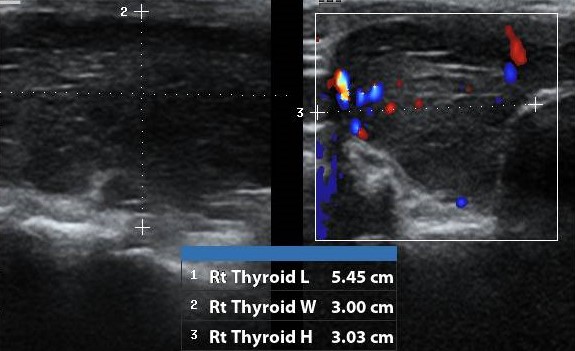 2
3
1 Rt Thyroid L 5.45 cm
2 Rt Thyroid W 3.00 cm
3 Rt Thyroid H 3.03 cm